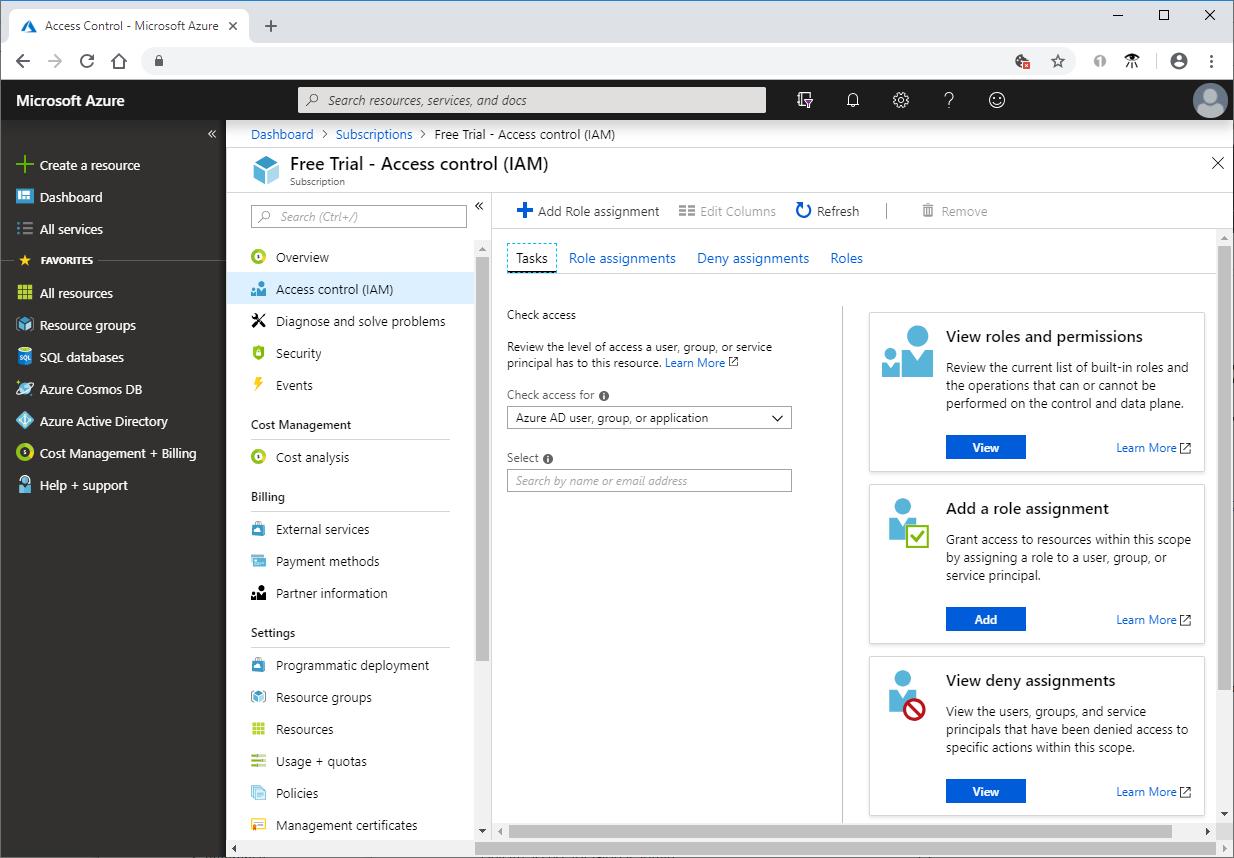 Access Control - Microsoft Azure
Microsoft Azure
Search resources, services, and docs
Create a resource
Dashboard
All services
FAVORITES
All resources
Resource groups
SQL databases
Azure Cosmos DB
Azure Active Directory
Cost Management + Billing
Help + support
Dashboard > Subscriptions > Free Trial - Access control (IAM)
Free Trial - Access control (IAM)
Subscription
Search (Ctrl+/)
Overview
Access control (IAM)
Diagnose and solve problems
Security
Events
Cost Management
Cost analysis
Billing
External services
Payment methods
Partner information
Settings
Programmatic deployment
Resource groups
Resources
Usage + quotas
Policies
Management certificates
Add Role assignment
Edit Columns
Refresh
Remove
Tasks
Role assignments
Deny assignments
Roles
Check access
Review the level of access a user, group, or service
principal has to this resource. Learn More
Check access for
Azure AD user, group, or application
Select
Search by name or email address
View roles and permissions
Review the current list of built-in roles and
the operations that can or cannot be
performed on the control and data plane.
View
Learn More
Add a role assignment
Grant access to resources within this scope
by assigning a role to a user, group, or
service principal.
Add
Learn More
View deny assignments
View the users, groups, and service
principals that have been denied access to
specific actions within this scope.
View
Learn More